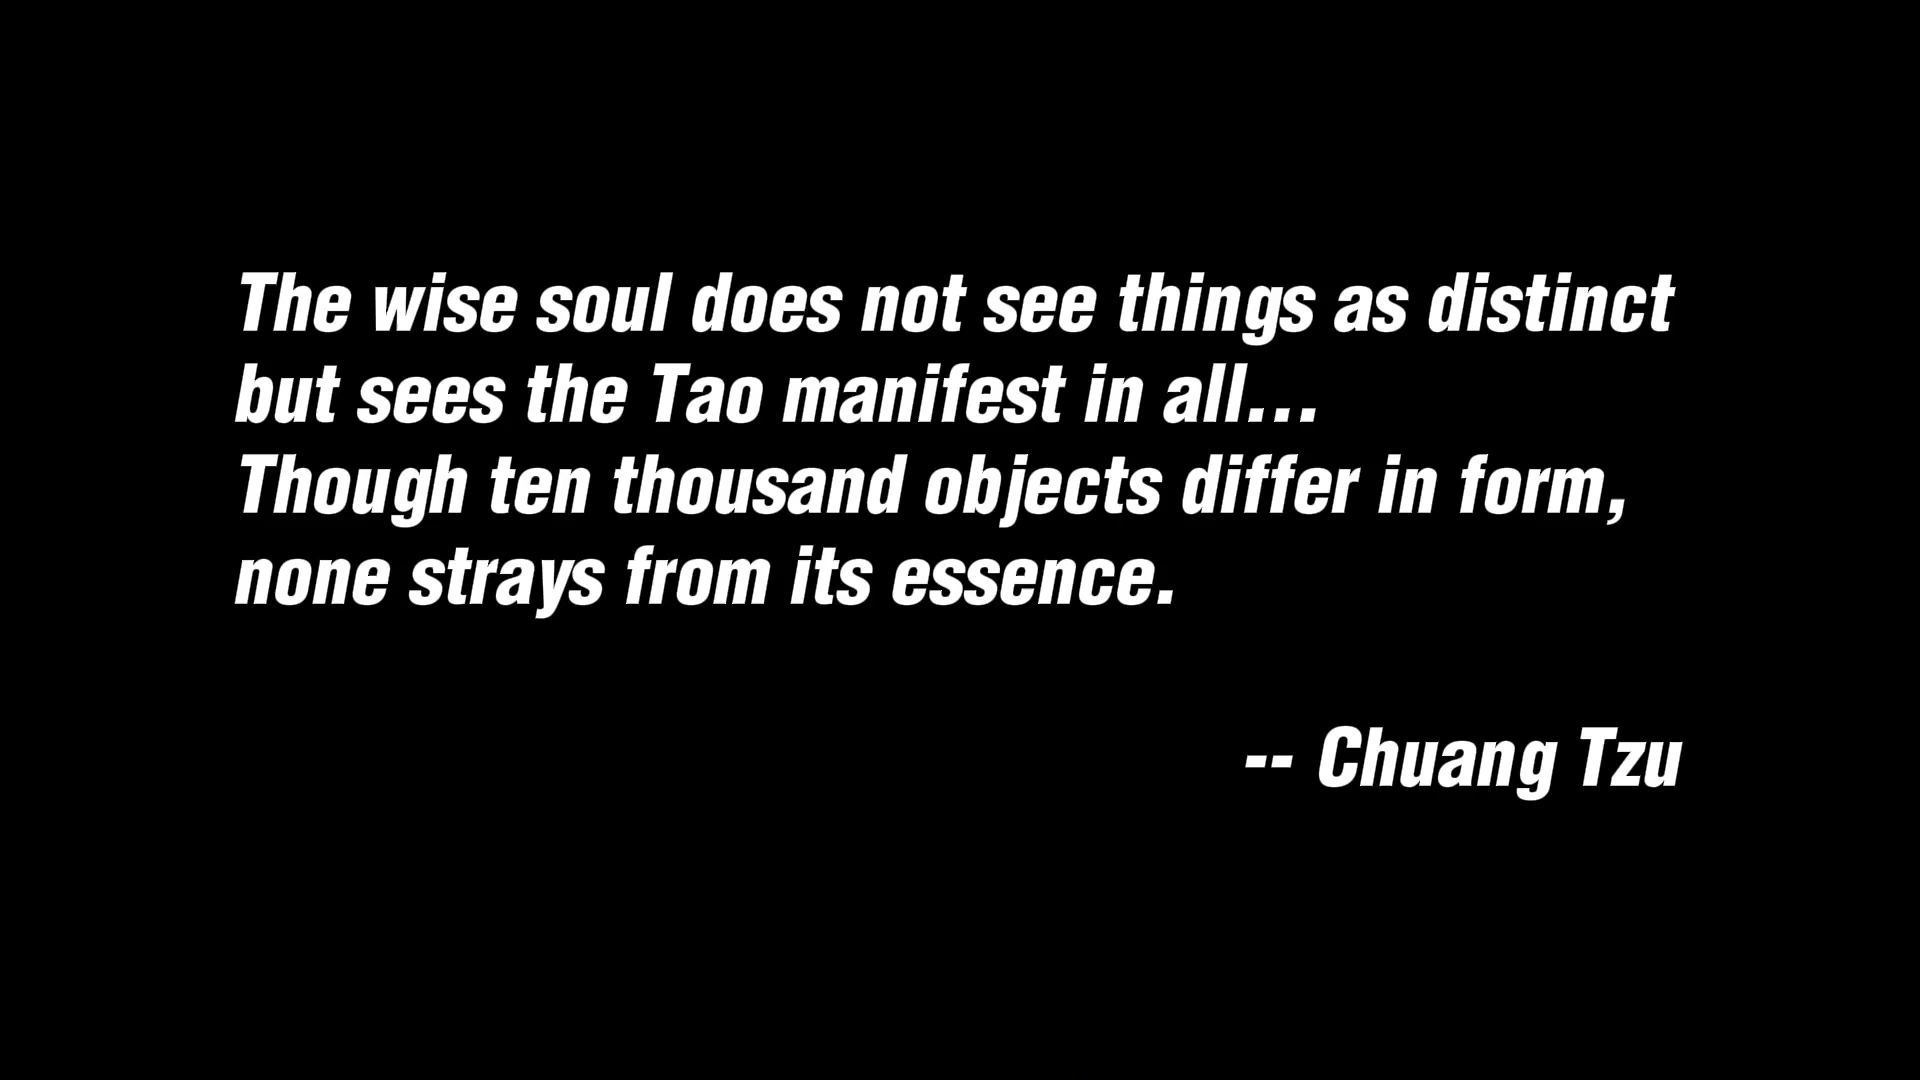 The wise soul does not see things as distinct
but sees the Tao manifest in all...
Though ten thousand objects differ in form,
none strays from its essence.
-- Chuang Tzu